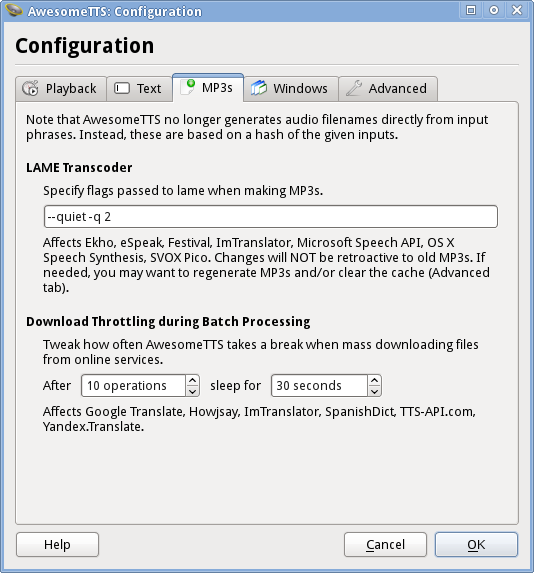 AwesomeTTS: Configuration
Configuration
Playback Text MP3s Windows Advanced
Note that AwesomeTTS no longer generates audio filenames directly from input
phrases. Instead, these are based on a hash of the given inputs.
LAME Transcoder
Specify flags passed to lame when making MP3s.
--quiet -q 2
Affects Ekho, eSpeak, Festival, ImTranslator, Microsoft Speech API, OS X
Speech Synthesis, SVOX Pico. Changes will NOT be retroactive to old MP3s. If
needed, you may want to regenerate MP3s and/or clear the cache (Advanced
tab).
Download Throttling during Batch Processing
Tweak how often AwesomeTTS takes a break when mass downloading files
from online services.
After 10 operations sleep for 30 seconds
Affects Google Translate, Howjsay, ImTranslator, SpanishDict, TTS-API.com,
Yandex.Translate.
Help Cancel OK